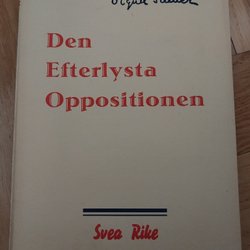 Den
Efterlysta
Oppositionen
Svea Rike